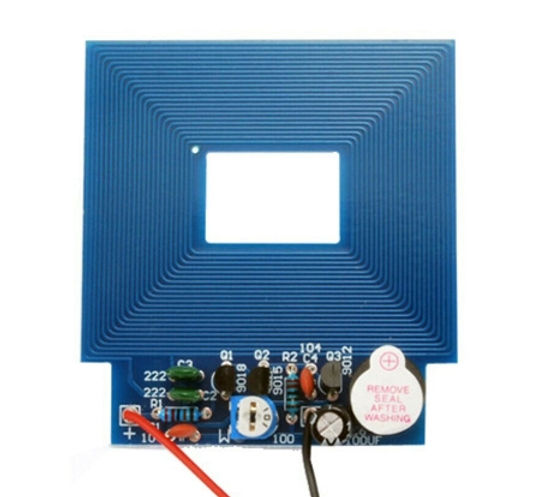 104
C3
Q1
Q2
R2
C4
Q3
9012
222
9018
9015
222
C2
R1
+
W
100
+
REMOVE
SEAL
AFTER
WASHING
100UF